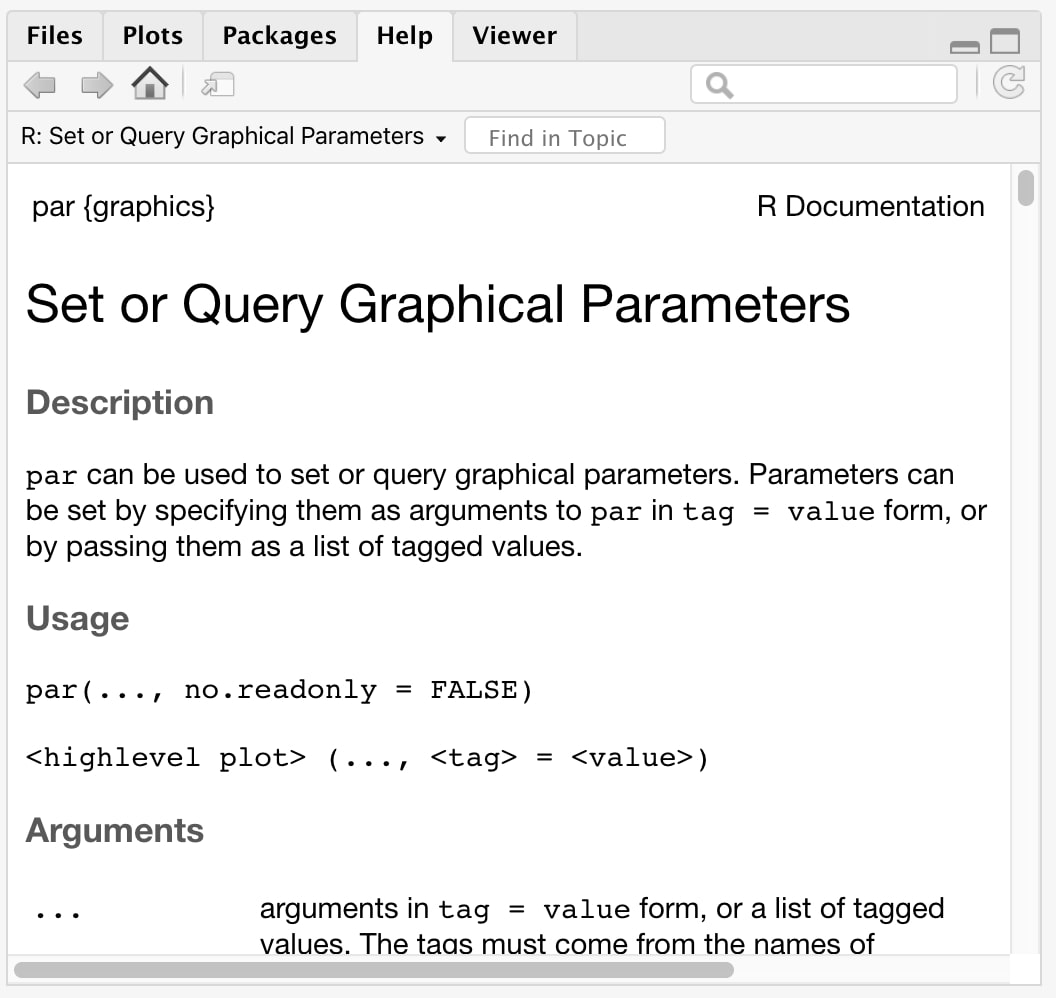 Files Plots Packages Help Viewer
R: Set or Query Graphical Parameters Find in Topic
par {graphics} R Documentation
Set or Query Graphical Parameters
Description
par can be used to set or query graphical parameters. Parameters can
be set by specifying them as arguments to par in tag = value form, or
by passing them as a list of tagged values.
Usage
par(..., no.readonly = FALSE)
<highlevel plot> (..., <tag> = <value>)
Arguments
... arguments in tag = value form, or a list of tagged
values. The tags must come from the names of